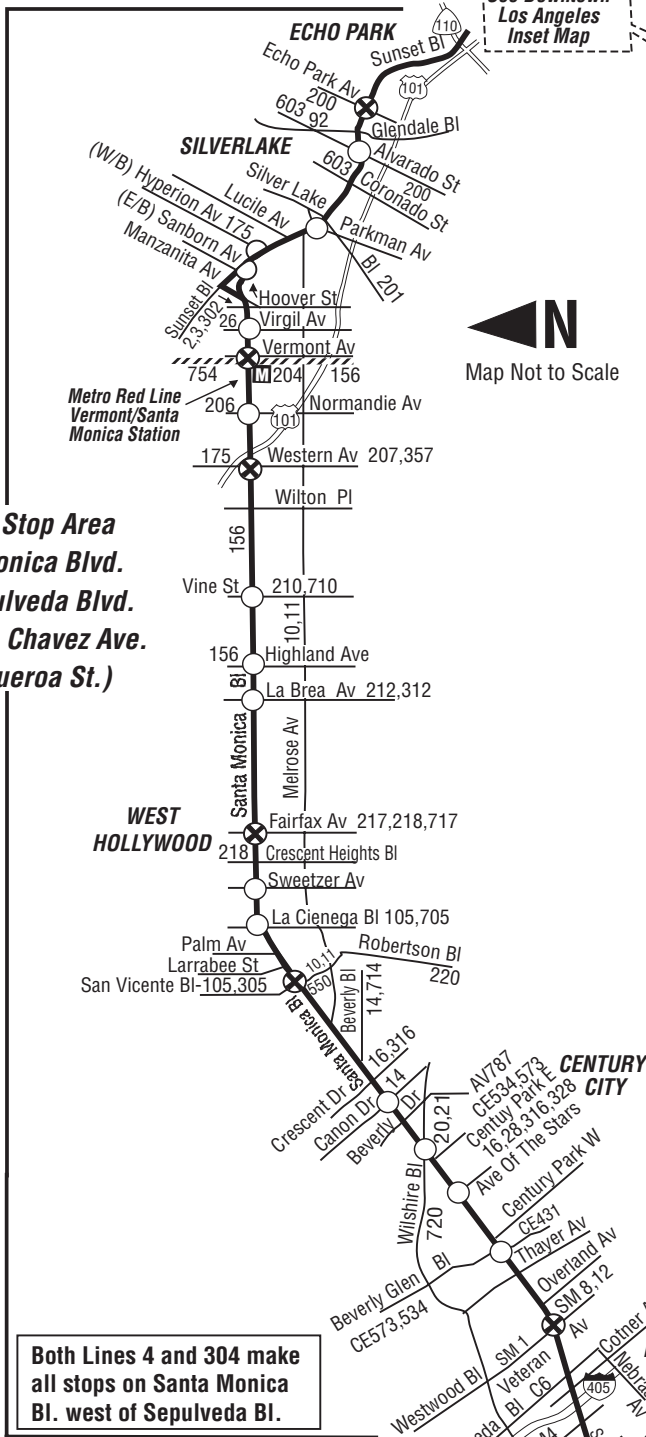 ECHO PARK
Los Angeles
Inset Map
110
Sunset Bl
Echo Park Av
200
101
603 92
Glendale Bl
SILVERLAKE
Alvarado St
200
603 Coronado St
(W/B) Hyperion Av 175
Silver Lake
Bl 201
Lucile Av
Parkman Av
(E/B) Sanborn Av
Manzanita Av
Sunset Bl
2,3,302
Hoover St
26 Virgil Av
Vermont Av
754 M 204 156
N
Map Not to Scale
Metro Red Line
Vermont/Santa
Monica Station
206 Normandie Av
101
175 Western Av 207,357
Wilton Pl
Stop Area
onica Blvd.
ulveda Blvd.
Chavez Ave.
ueroa St.)
156
Vine St 210,710
10,11
156 Highland Ave
La Brea Av 212,312
Santa Monica Bl
Melrose Av
WEST
HOLLYWOOD
Fairfax Av 217,218,717
218 Crescent Heights Bl
Sweetzer Av
La Cienega Bl 105,705
Palm Av
Larrabee St
San Vicente Bl-105,305
10,11
550
Robertson Bl
220
Beverly Bl
14,714
Santa Monica Bl
16,316
Crescent Dr
Canon Dr 14
Beverly Dr
AV787
20,21
CE534,573
Centuy Park E
16,28,316,328
Ave Of The Stars
CENTURY
CITY
Wilshire Bl
720
Century Park W
CE431
Thayer Av
Beverly Glen Bl
CE573,534
Overland Av
SM 8,12
Westwood Bl SM 1
Veteran Av
eda Bl C6
Cotner A
Nebras
Av
405
Both Lines 4 and 304 make
all stops on Santa Monica
Bl. west of Sepulveda Bl.